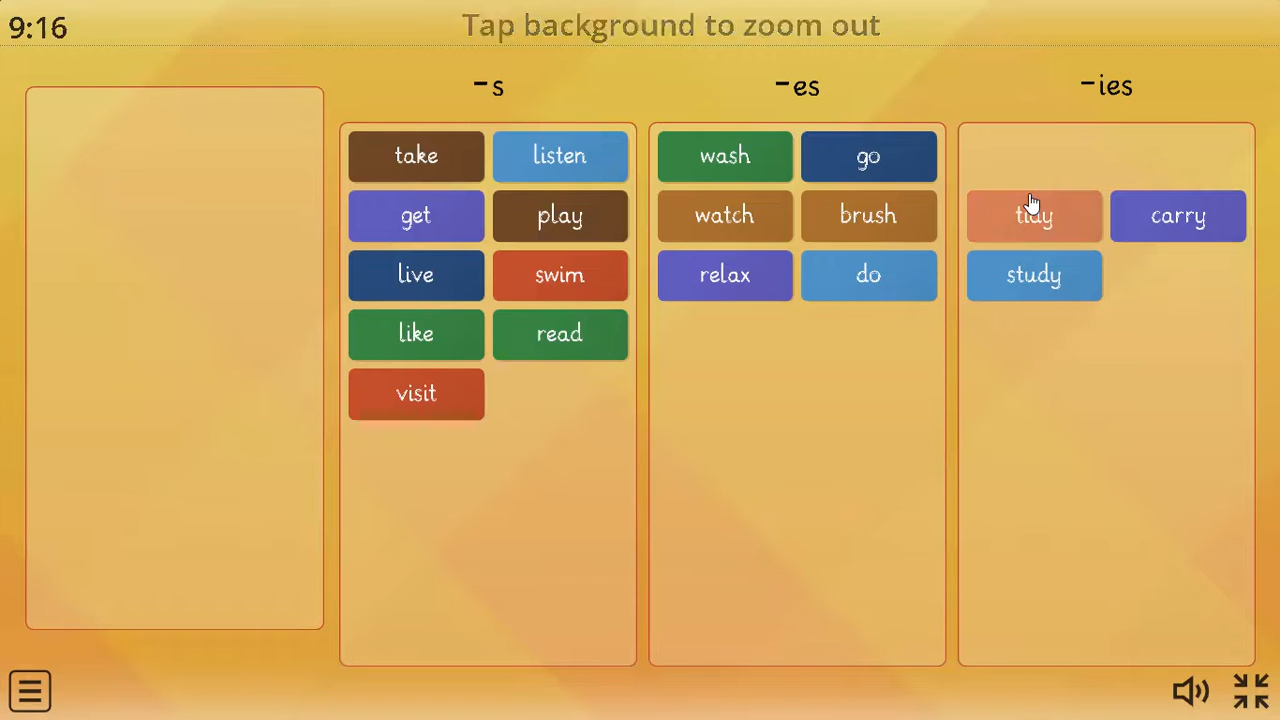 9:16
Tap background to zoom out
-s
-es
-ies
take listen
get play
live swim
like read
visit
wash go
watch brush
relax do
tidy carry
study